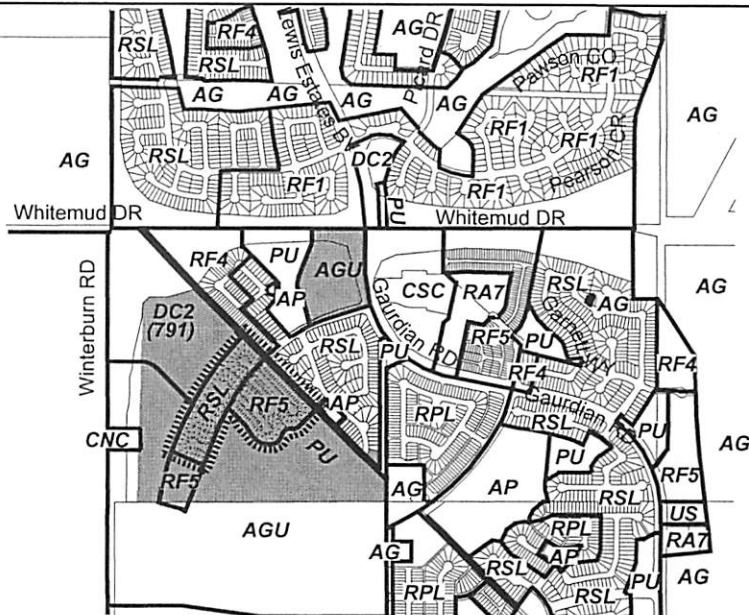 RSL
RF4
RSL
AG
Lewis Estates B
Picard DR
Pawson CO
RF1
AG
AG
AG
AG
AG
RF1
RF1
AG
RSL
DC2
RF1
Pearson CR
RF1
PU
Whitemud DR
Whitemud DR
Winterburn RD
RF4
PU
AGU
AP
DC2
(791)
Gaurdian RD
CSC
RA7
RSL
AG
AG
Garnet WY
RF5
PU
RSL
PU
RF4
RF4
RSL
RF5
AP
RPL
Gaurdian RD
RSL
PU
AG
CNC
PU
PU
RF5
AG
AP
RSL
RF5
US
AGU
RPL
RA7
AG
AP
RSL
PU
AG
RPL
RSL